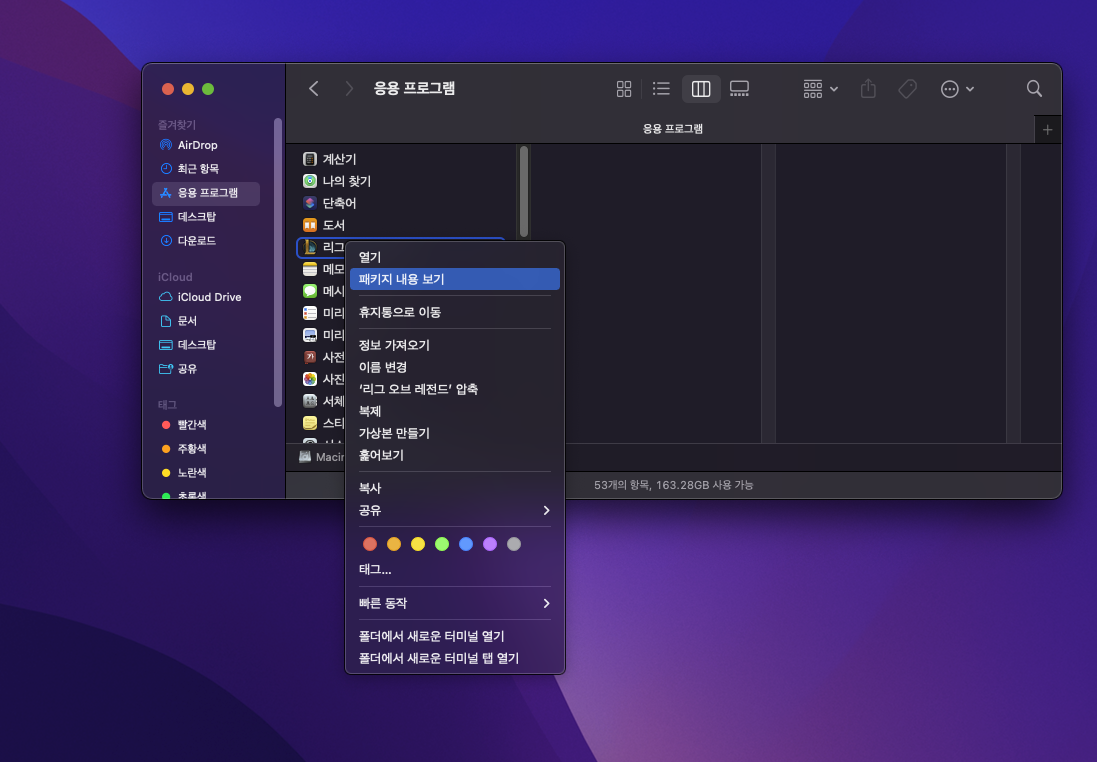 응용 프로그램
응용 프로그램
즐겨찾기
AirDrop
최근 항목
응용 프로그램
데스크탑
다운로드
iCloud
iCloud Drive
문서
데스크탑
공유
태그
빨간색
주황색
노란색
초록색
계산기
나의 찾기
단축어
도서
리그
메모
메시
미리
미리
사전
사진
서체
스티
Macin
53개의 항목, 163.28GB 사용 가능
열기
패키지 내용 보기
휴지통으로 이동
정보 가져오기
이름 변경
‘리그 오브 레전드’ 압축
복제
가상본 만들기
훑어보기
복사
공유
태그...
빠른 동작
폴더에서 새로운 터미널 열기
폴더에서 새로운 터미널 탭 열기